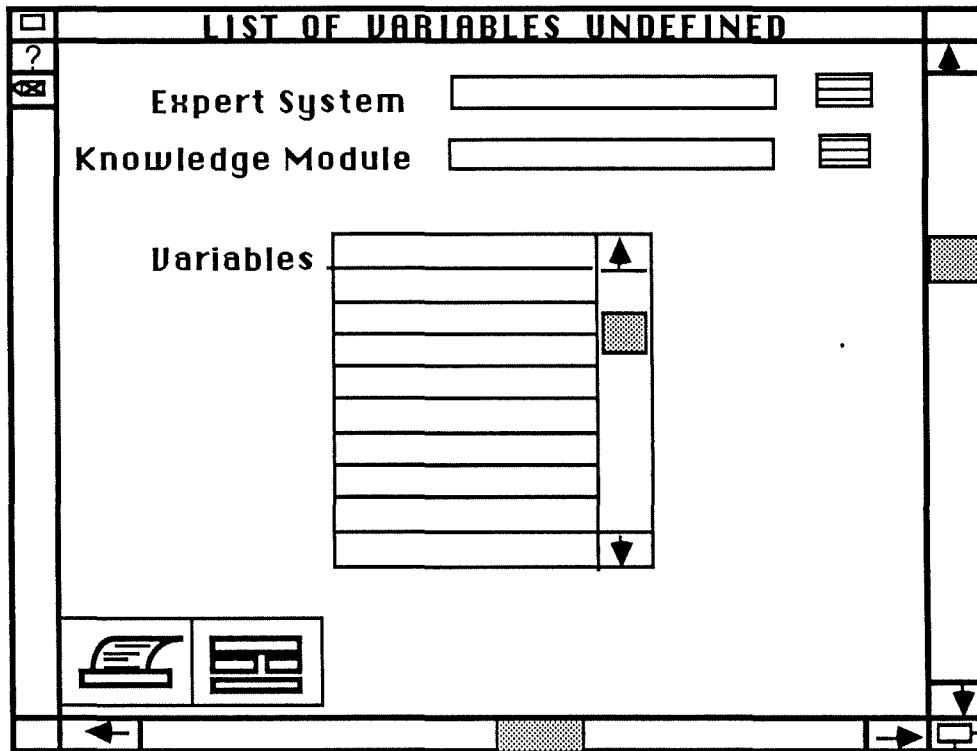 LIST OF VARIABLES UNDEFINED
?
Expert System
Knowledge Module
Variables